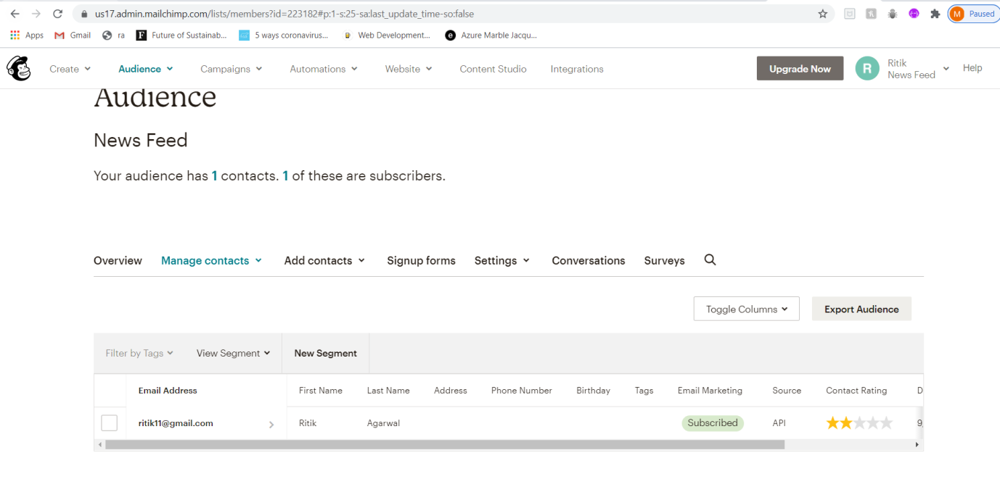 us17.admin.mailchimp.com/lists/members?id=223182#p:1-s:25-sa:last_update_time-so:false
M Paused
Apps Gmail ra Future of Sustainab... 5 ways coronavirus... Web Development... Azure Marble Jacqu...
Create Audience Campaigns Automations Website Content Studio Integrations Upgrade Now R Ritik Help
News Feed
Audience
News Feed
Your audience has 1 contacts. 1 of these are subscribers.
Overview Manage contacts Add contacts Signup forms Settings Conversations Surveys
Toggle Columns Export Audience
Filter by Tags View Segment New Segment
Email Address First Name Last Name Address Phone Number Birthday Tags Email Marketing Source Contact Rating D
ritik11@gmail.com Ritik Agarwal Subscribed API 9,